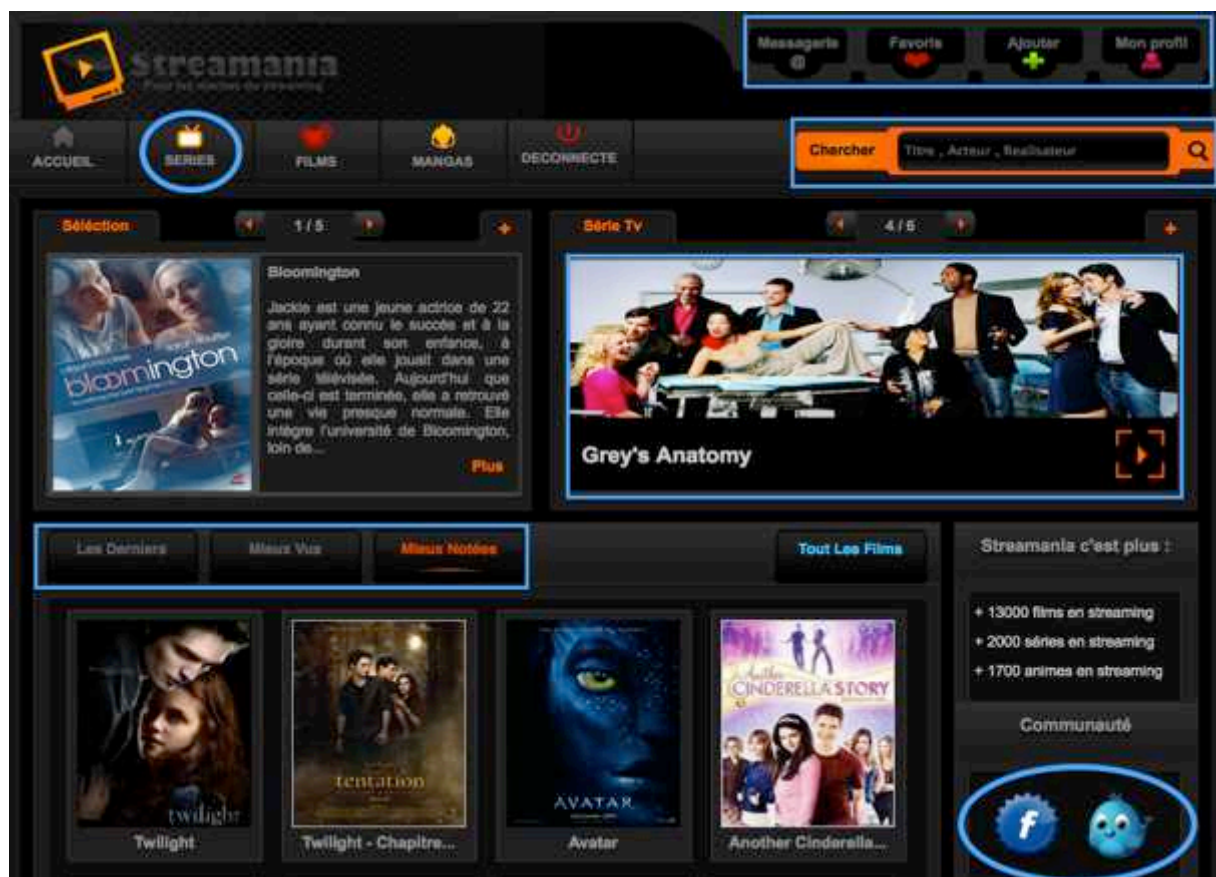 Streamania
Messagerie
Favoris
Ajouter
Mon profil
ACCUEIL
SERIES
FILMS
MANGAS
DECONNECTE
Chercher
Titre , Acteur , Realisateur
Séléction
1 / 5
Série Tv
4 / 6
Bloomington
Jackie est une jeune actrice de 22
ans ayant connu le succès et à la
gloire durant son enfance, à
l'époque où elle jouait dans une
série télévisée. Aujourd'hui que
celle-ci est terminée, elle a retrouvé
une vie presque normale. Elle
intègre l'université de Bloomington,
loin de...
Plus
bloomington
Grey's Anatomy
Les Derniers
Mieux Vus
Mieux Notées
Tout Les Films
Streamania c'est plus :
+ 13000 films en streaming
+ 2000 séries en streaming
+ 1700 animes en streaming
Communauté
twilight
tentation
AVATAR
Another
CINDERELLA STORY
Twilight
Twilight - Chapitre...
Avatar
Another Cinderella...